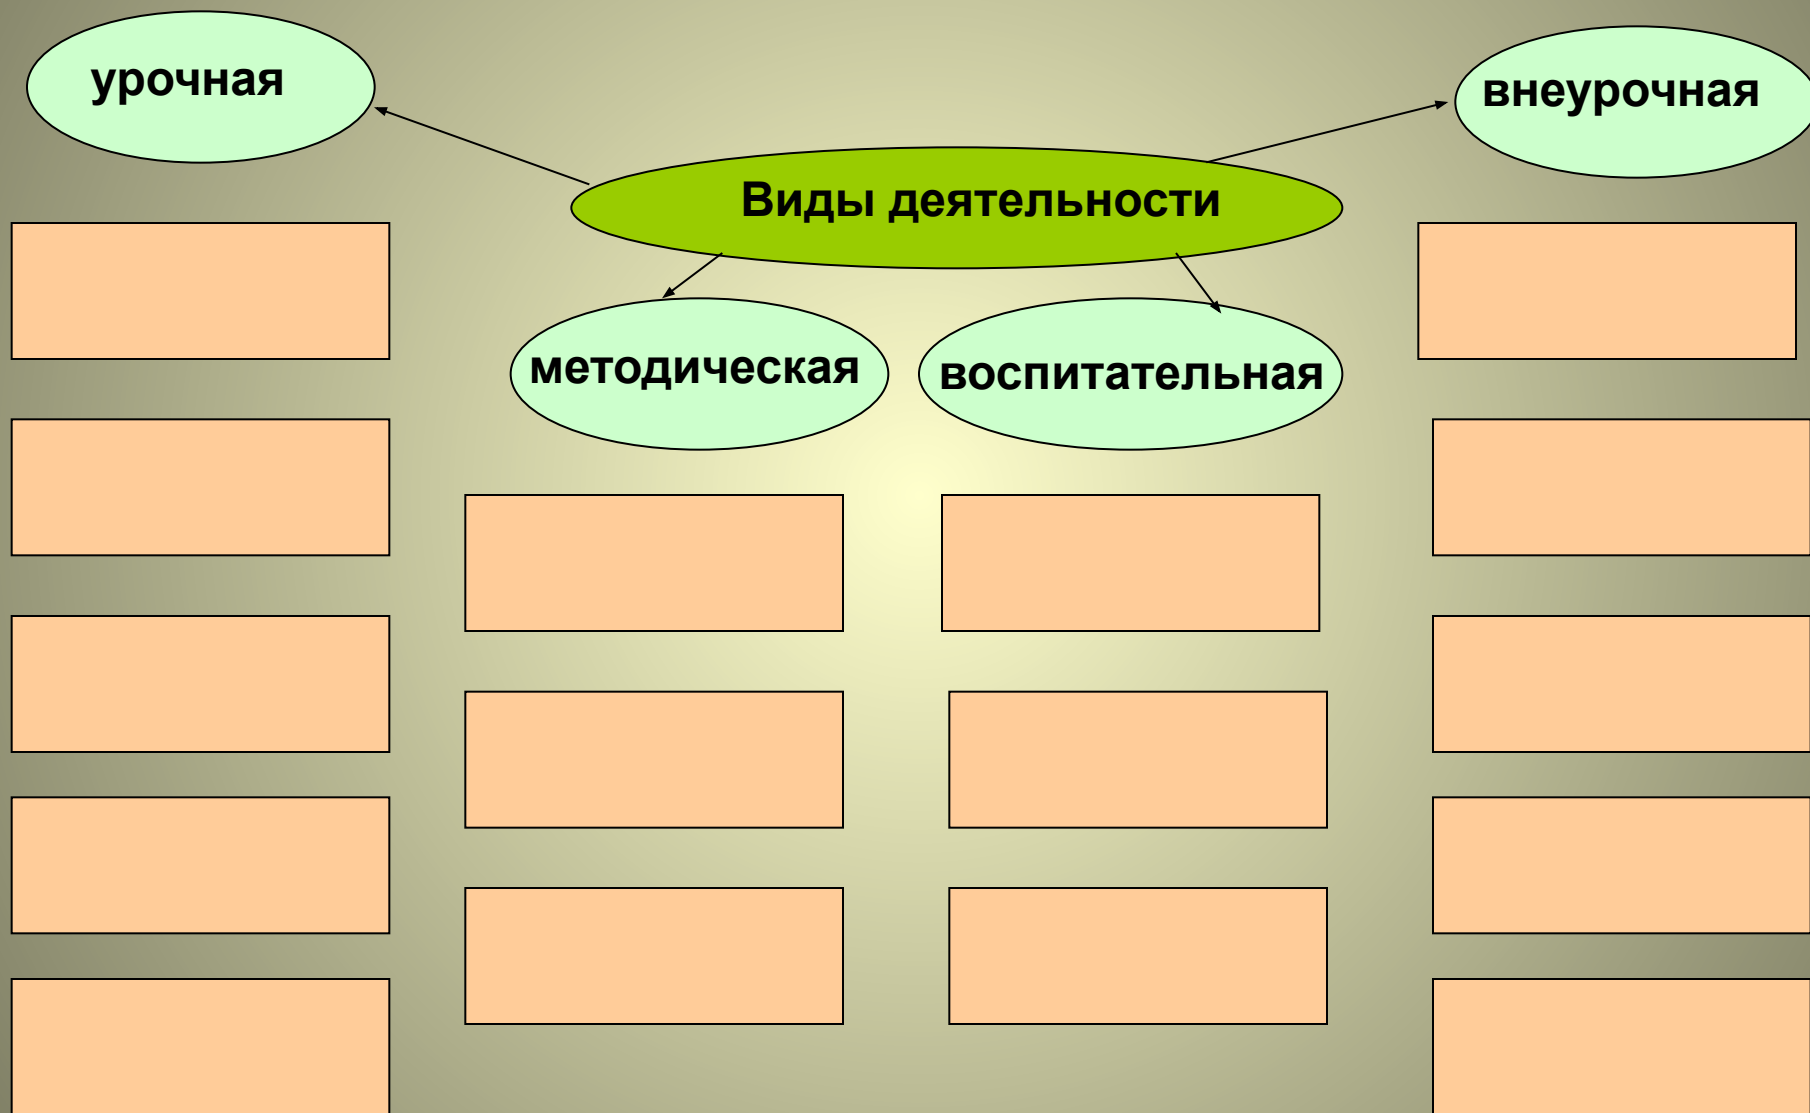 урочная
внеурочная
Виды деятельности
методическая
воспитательная